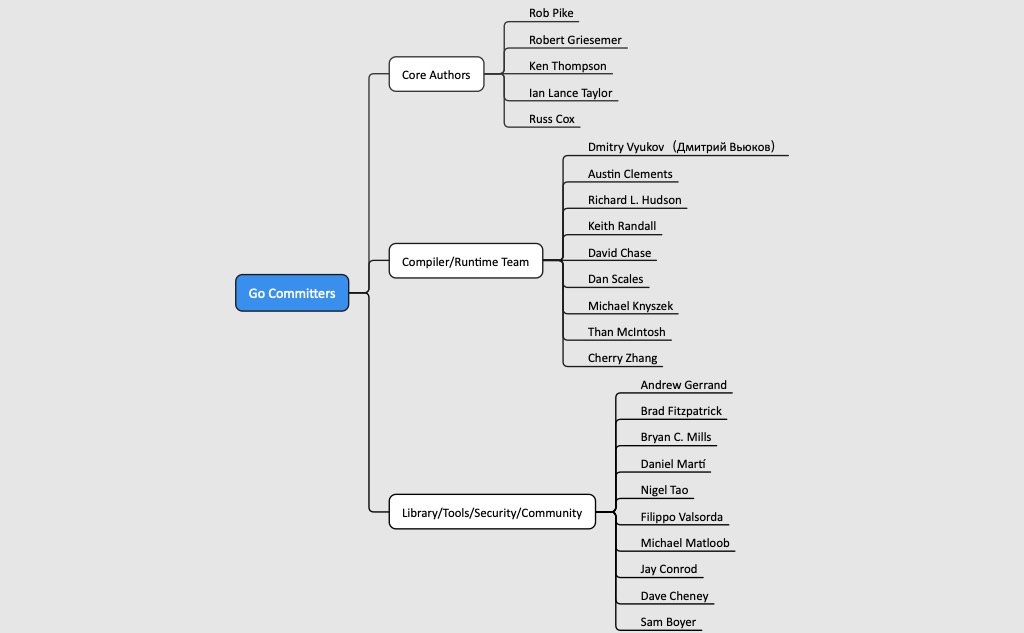 Go Committers
Core Authors
Rob Pike
Robert Griesemer
Ken Thompson
Ian Lance Taylor
Russ Cox
Compiler/Runtime Team
Dmitry Vyukov（Дмитрий Вьюков）
Austin Clements
Richard L. Hudson
Keith Randall
David Chase
Dan Scales
Michael Knyszek
Than McIntosh
Cherry Zhang
Library/Tools/Security/Community
Andrew Gerrand
Brad Fitzpatrick
Bryan C. Mills
Daniel Martí
Nigel Tao
Filippo Valsorda
Michael Matloob
Jay Conrod
Dave Cheney
Sam Boyer